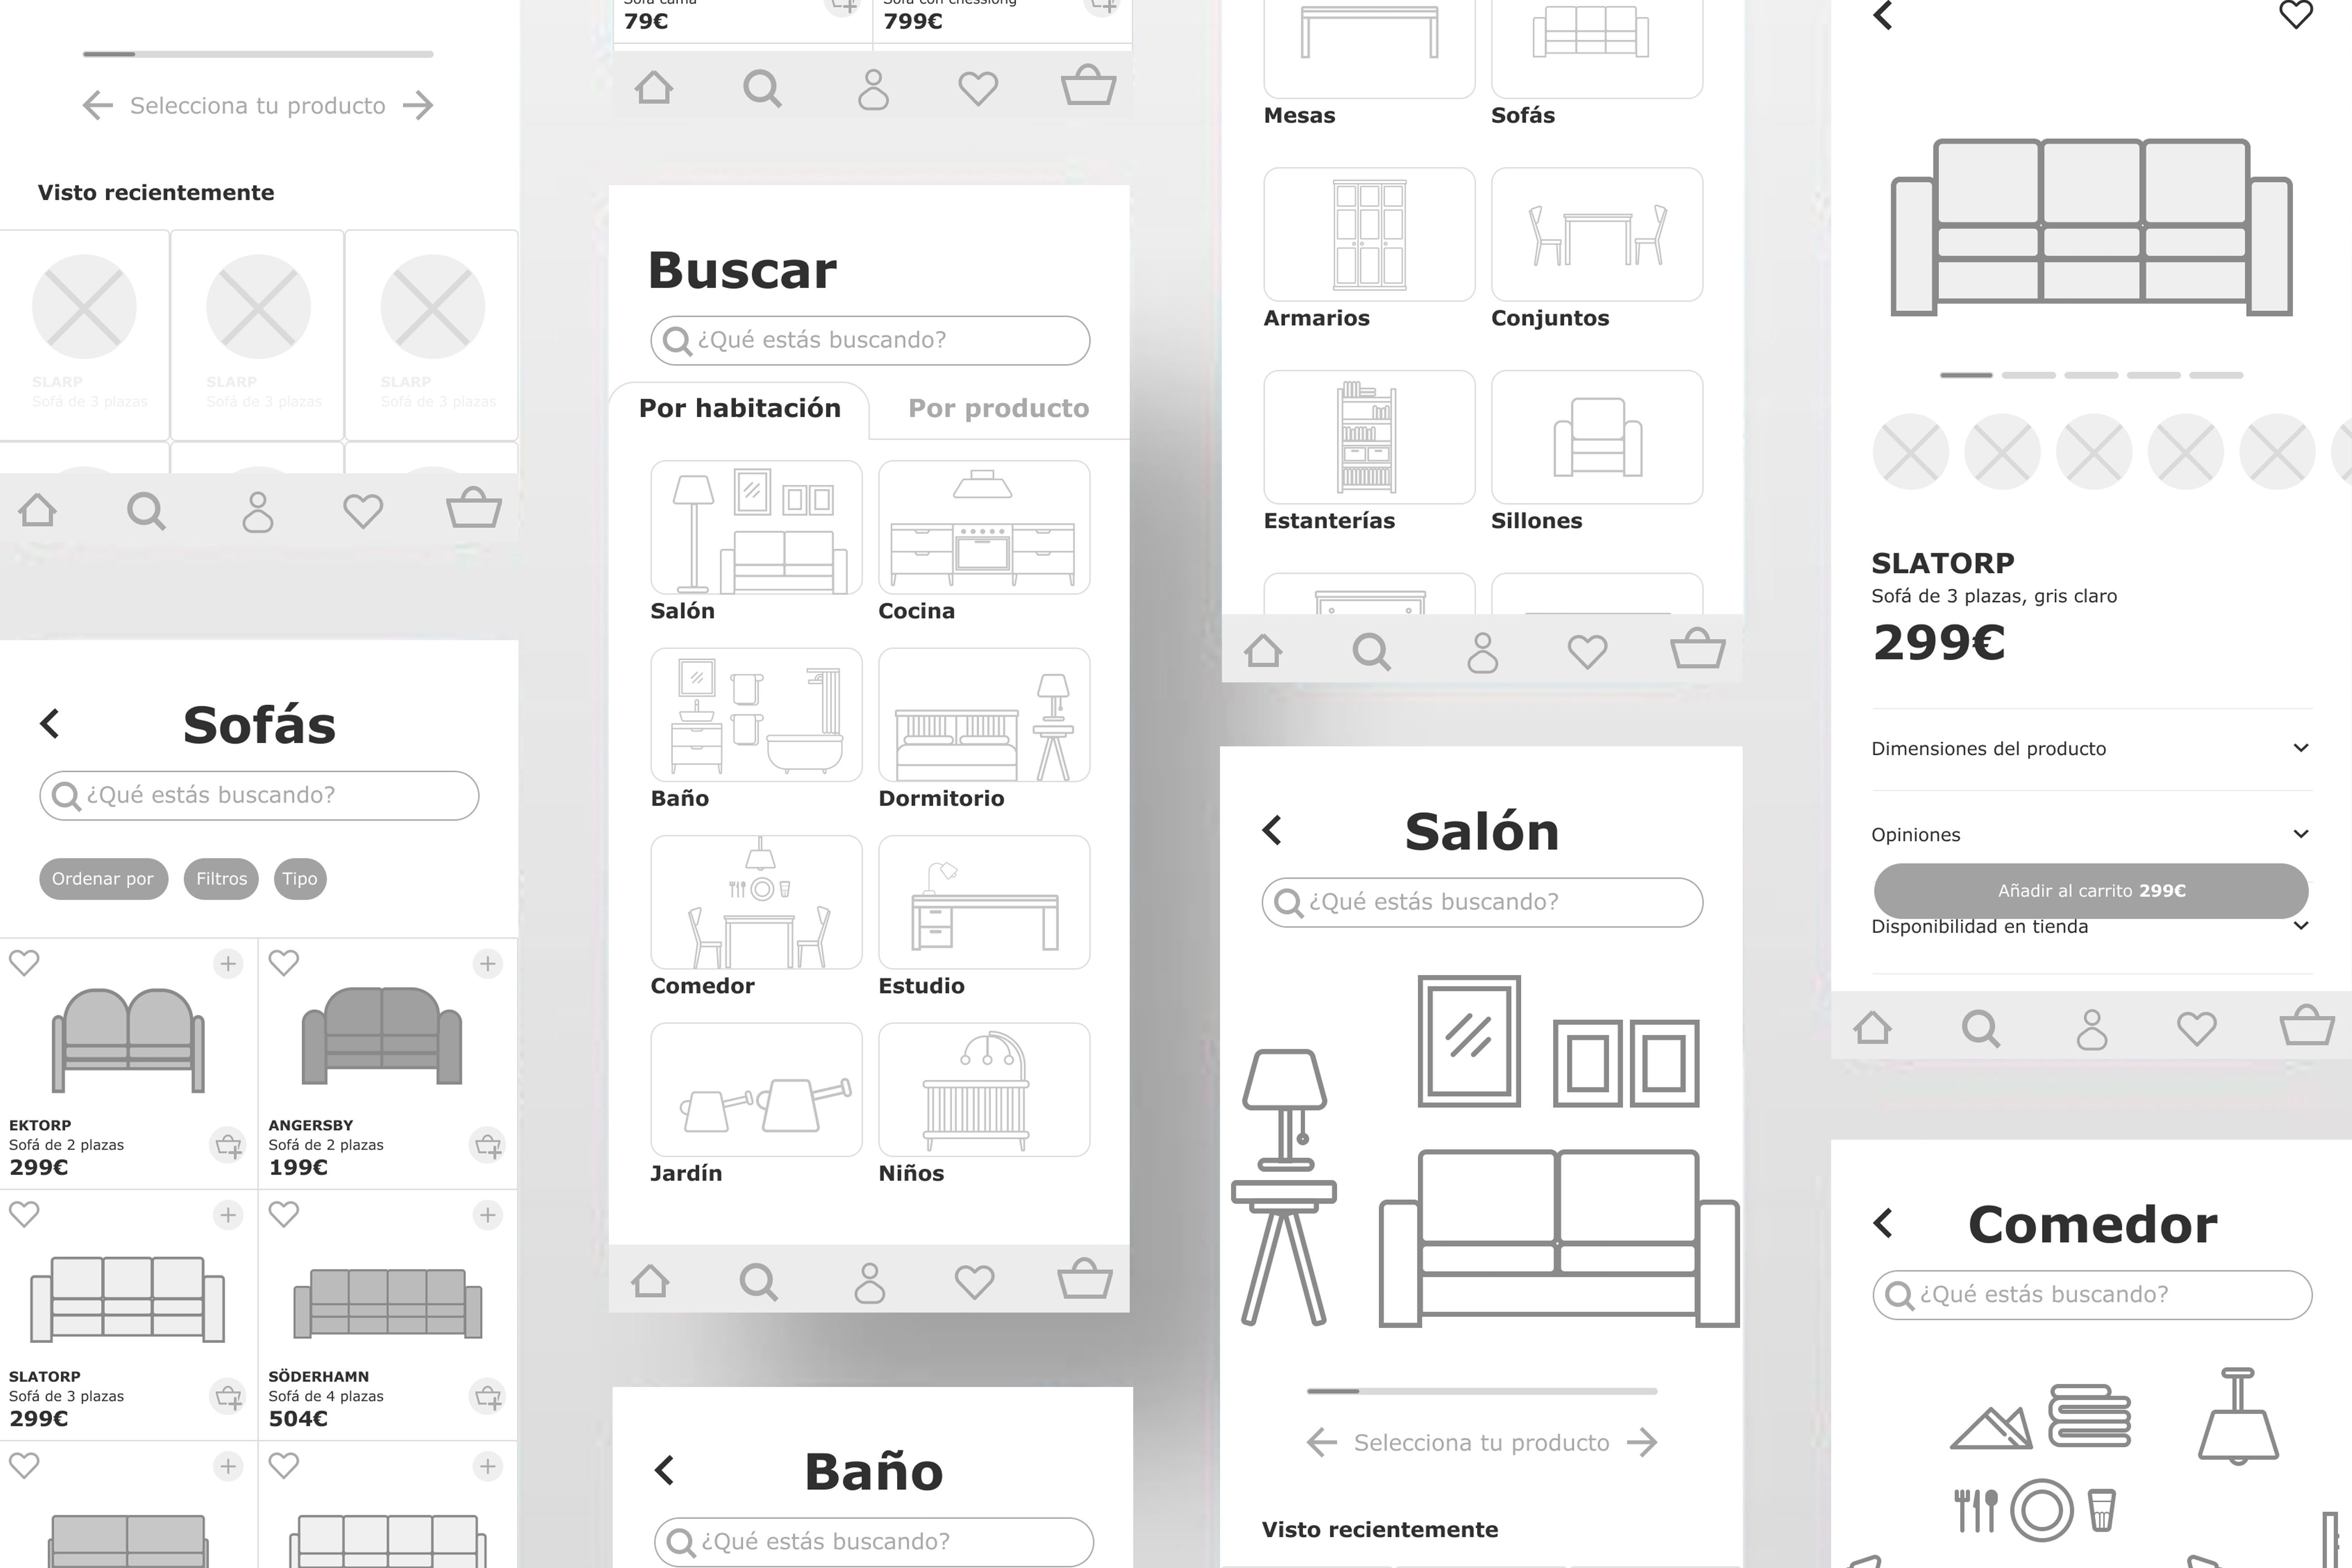 Selecciona tu producto
Visto recientemente
SLARP
Sofá de 3 plazas
SLARP
Sofá de 3 plazas
SLARP
Sofá de 3 plazas
Sofás
¿Qué estás buscando?
Ordenar por
Filtros
Tipo
EKTORP
Sofá de 2 plazas
299€
ANGERSBY
Sofá de 2 plazas
199€
SLATORP
Sofá de 3 plazas
299€
SÖDERHAMN
Sofá de 4 plazas
504€
Sofá cama
79€
Sofá con chesslong
799€
Buscar
¿Qué estás buscando?
Por habitación
Por producto
Salón
Cocina
Baño
Dormitorio
Comedor
Estudio
Jardín
Niños
Baño
¿Qué estás buscando?
Mesas
Sofás
Armarios
Conjuntos
Estanterías
Sillones
Salón
¿Qué estás buscando?
Selecciona tu producto
Visto recientemente
SLATORP
Sofá de 3 plazas, gris claro
299€
Dimensiones del producto
Opiniones
Añadir al carrito 299€
Disponibilidad en tienda
Comedor
¿Qué estás buscando?